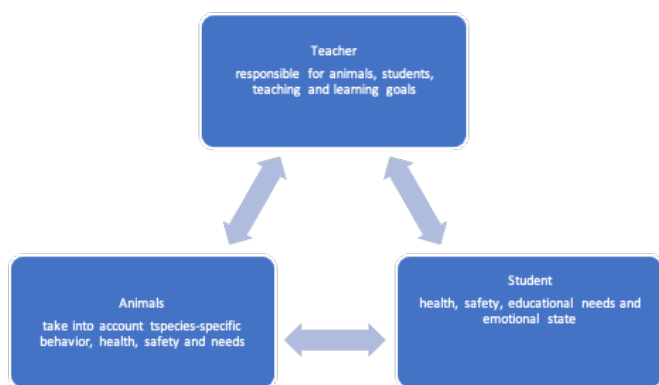 Teacher
responsible for animals, students,
teaching and learning goals
Animals
take into account tspecies-specific
behavior, health, safety and needs
Student
health, safety, educational needs and
emotional state